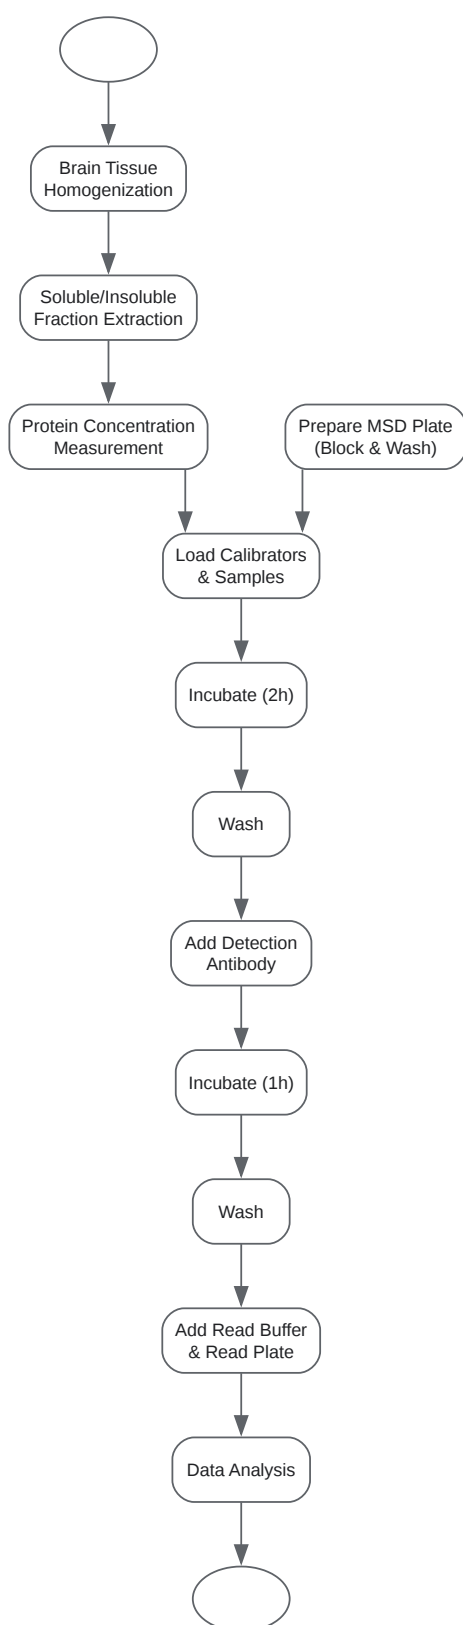 Brain Tissue
Homogenization
Soluble/Insoluble
Fraction Extraction
Protein Concentration
Measurement
Prepare MSD Plate
(Block & Wash)
Load Calibrators
& Samples
Incubate (2h)
Wash
Add Detection
Antibody
Incubate (1h)
Wash
Add Read Buffer
& Read Plate
Data Analysis